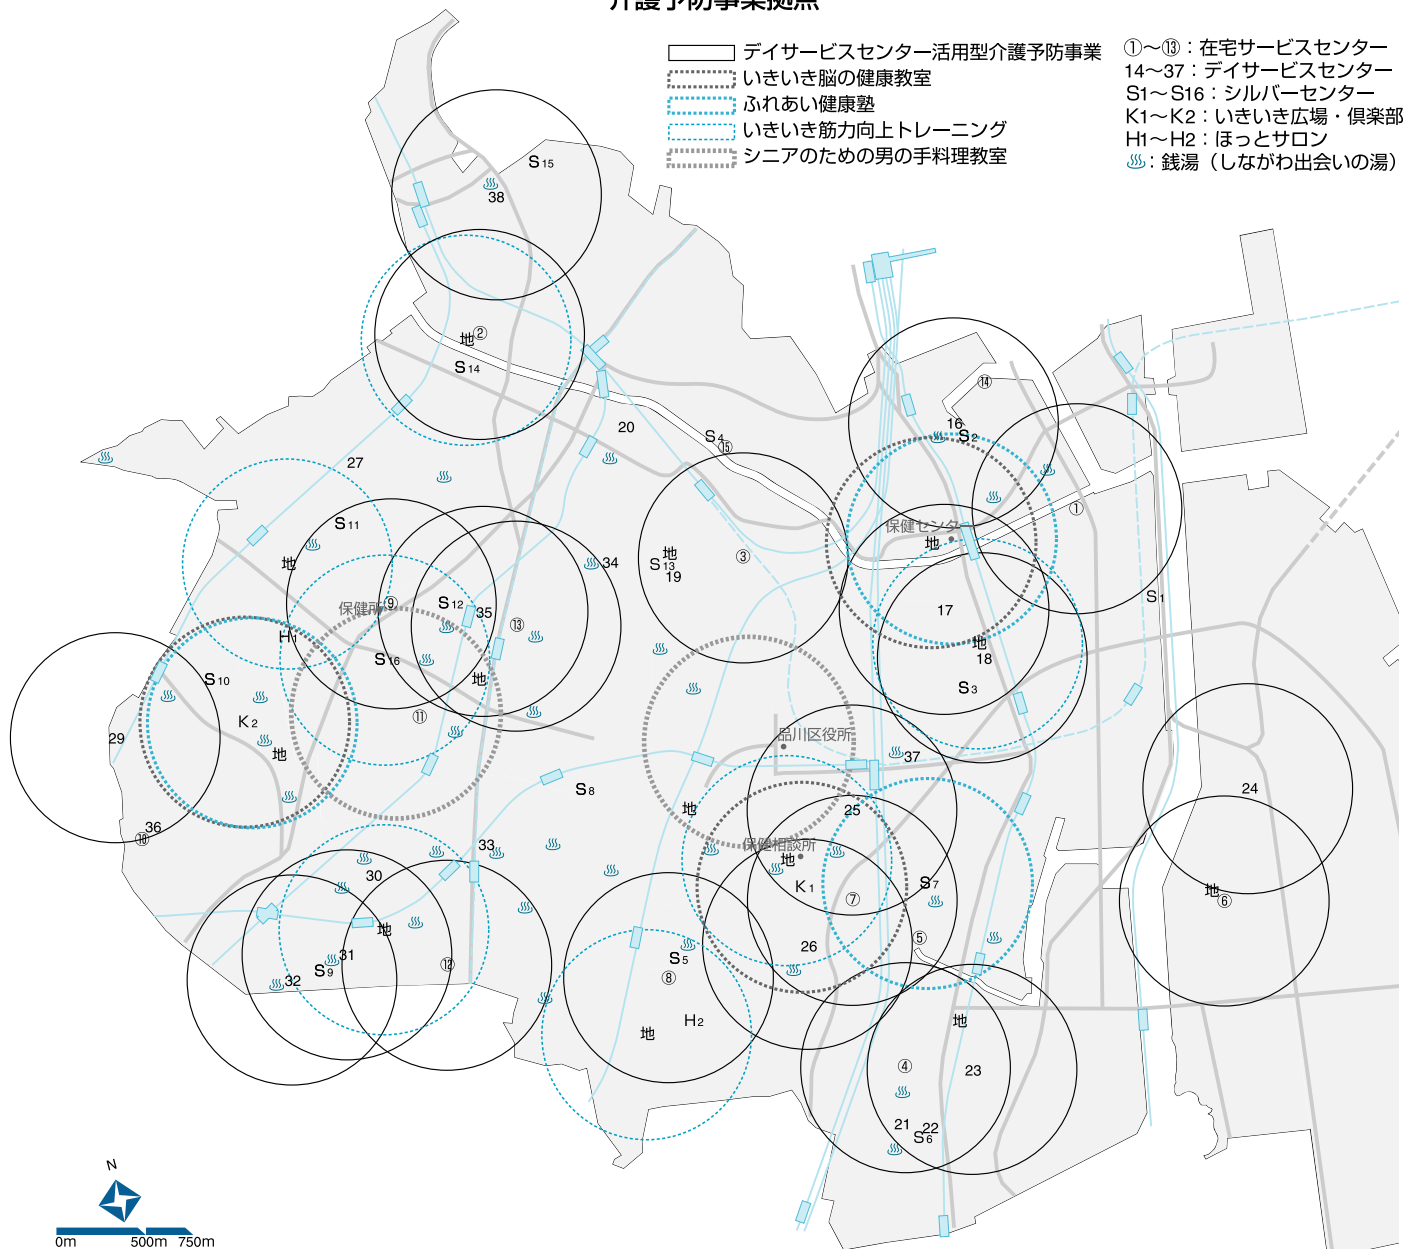 介護予防事業拠点
デイサービスセンター活用型介護予防事業
いきいき脳の健康教室
ふれあい健康塾
いきいき筋力向上トレーニング
シニアのための男の手料理教室
①〜⑬：在宅サービスセンター
14〜37：デイサービスセンター
S1〜S16：シルバーセンター
K1〜K2：いきいき広場・倶楽部
H1〜H2：ほっとサロン
：銭湯（しながわ出会いの湯）
S15
38
地②
S14
⑭
16
S2
20
S4
⑮
27
S11
①
保健センター
地
地
S13
19
③
34
地
S1
保健所
⑨
S12
35
⑬
17
H1
地
18
S16
地
S3
S10
K2
⑪
地
29
品川区役所
37
24
S8
地
25
36
⑩
33
保健相談所
地
30
K1
S7
⑦
地
⑥
地
⑤
26
31
S9
⑫
S5
32
⑧
H2
地
地
④
23
21
22
S6
N
0m
500m
750m